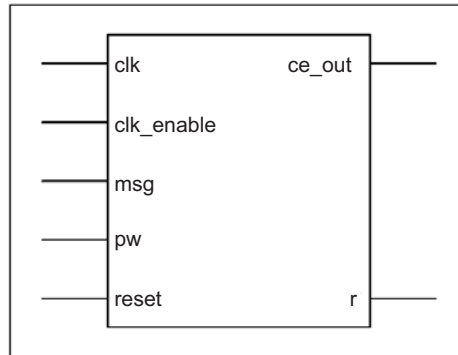 clk ce_out
clk_enable
msg
pw
reset r